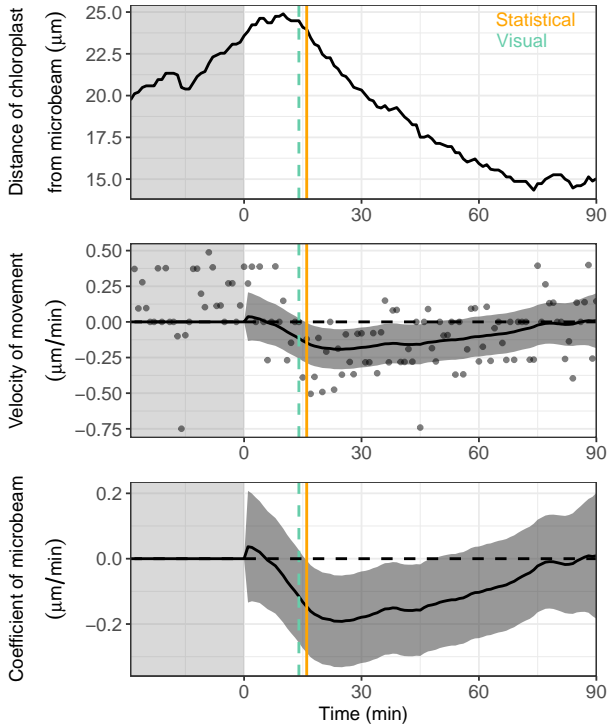 Distance of chloroplast
from microbeam (μm)
25.0
22.5
20.0
17.5
15.0
Statistical
Visual
0
30
60
90
Velocity of movement
(μm/min)
0.50
0.25
0.00
−0.25
−0.50
−0.75
0
30
60
90
Coefficient of microbeam
(μm/min)
0.2
0.0
−0.2
0
30
60
90
Time (min)